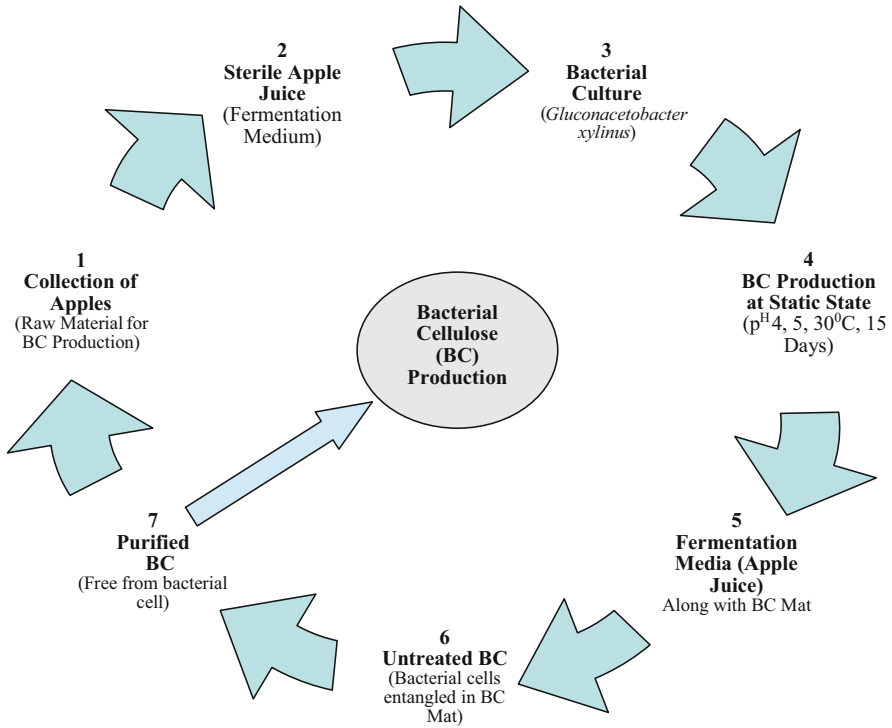 1
Collection of
Apples
(Raw Material for
BC Production)
2
Sterile Apple
Juice
(Fermentation
Medium)
3
Bacterial
Culture
(Gluconacetobacter
xylinus)
4
BC Production
at Static State
(pᴴ4, 5, 30⁰C, 15
Days)
5
Fermentation
Media (Apple
Juice)
Along with BC Mat
6
Untreated BC
(Bacterial cells
entangled in BC
Mat)
7
Purified
BC
(Free from bacterial
cell)
Bacterial
Cellulose
(BC)
Production